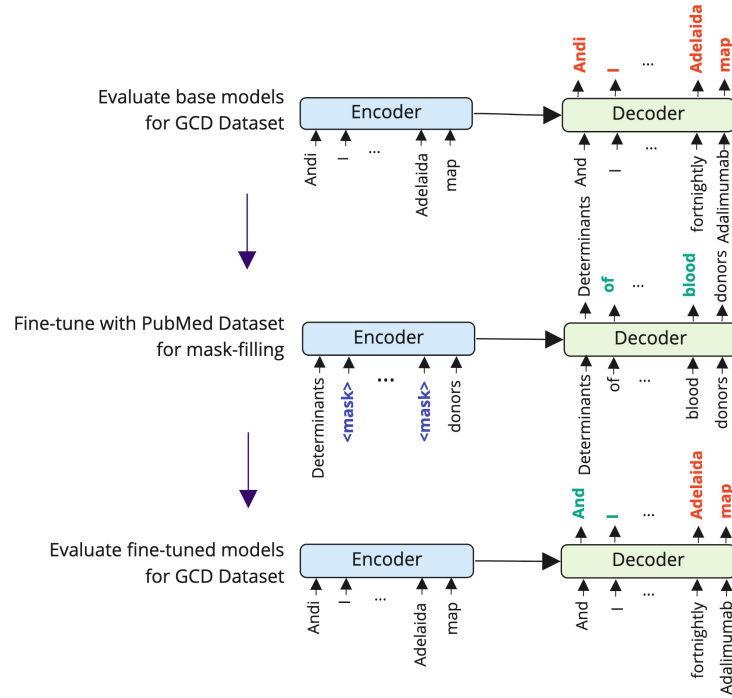 Andi I ... Adelaida map
Evaluate base models
for GCD Dataset
Encoder
Decoder
Andi I ... Adelaida map
And I ... fortnightly Adalimumab
Determinants of ... blood donors
Fine-tune with PubMed Dataset
for mask-filling
Encoder
Decoder
Determinants <mask> ... <mask> donors
Determinants of ... blood donors
And I ... Adelaida map
Evaluate fine-tuned models
for GCD Dataset
Encoder
Decoder
Andi I ... Adelaida map
And I ... fortnightly Adalimumab